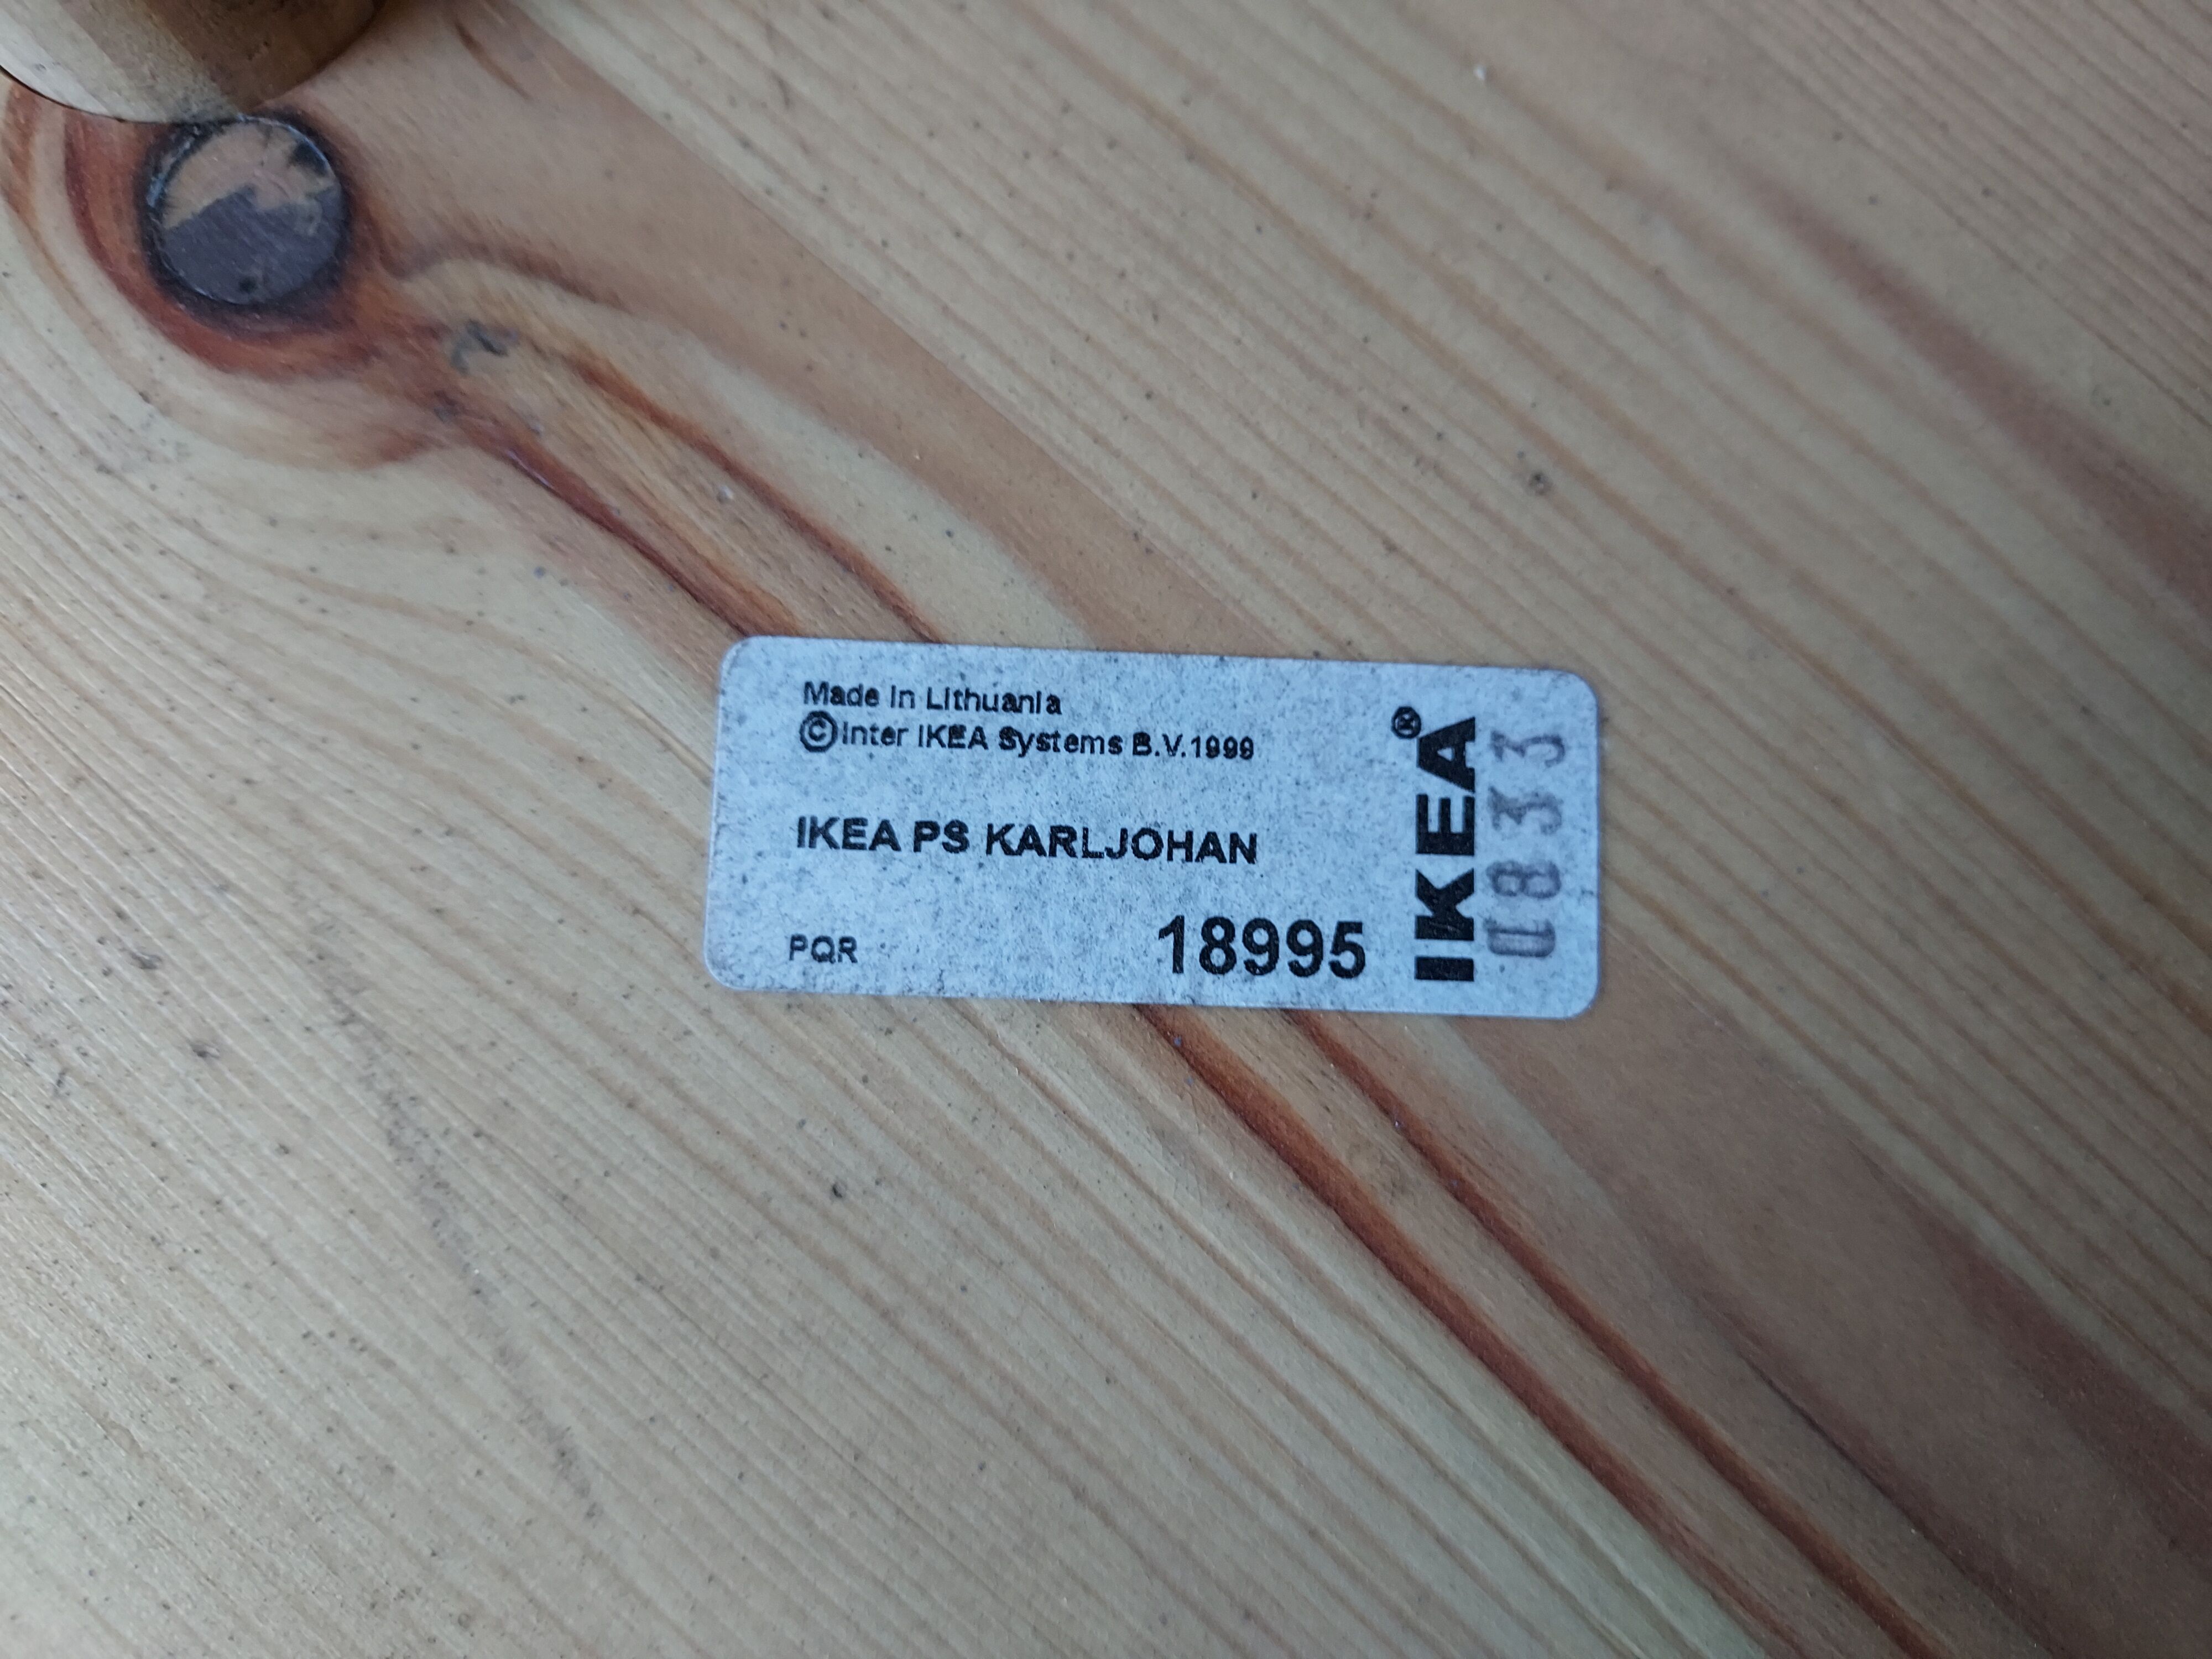 Made in Lithuania
©Inter IKEA Systems B.V.1999
IKEA PS KARLJOHAN
PQR
18995
IKEA®
0833